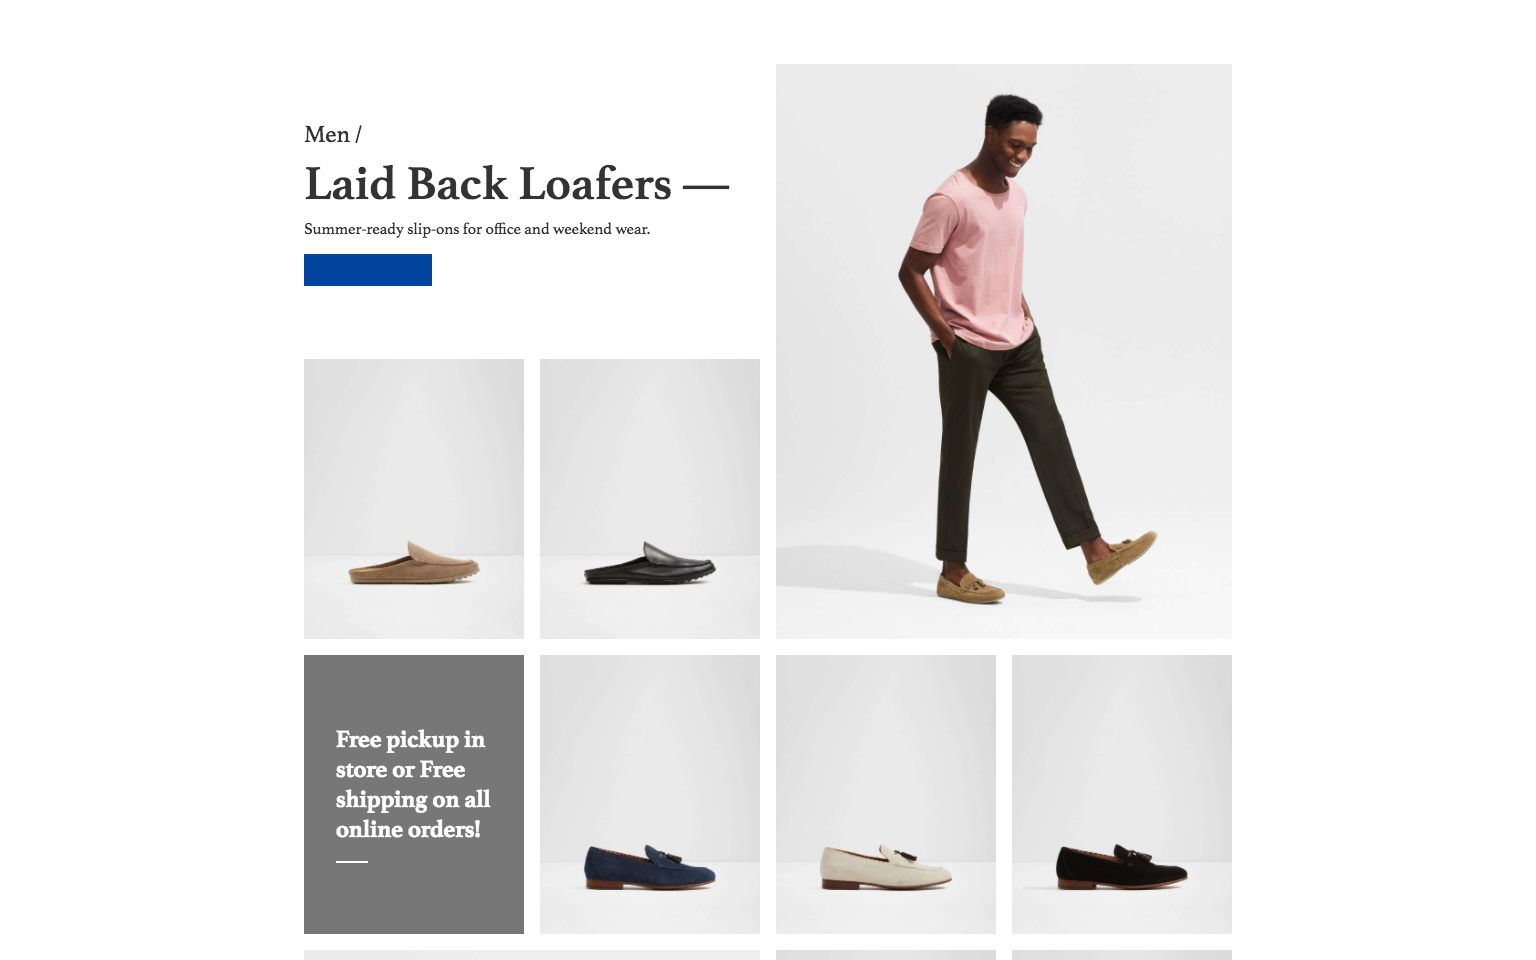 Men /
Laid Back Loafers —
Summer-ready slip-ons for office and weekend wear.
Free pickup in
store or Free
shipping on all
online orders!